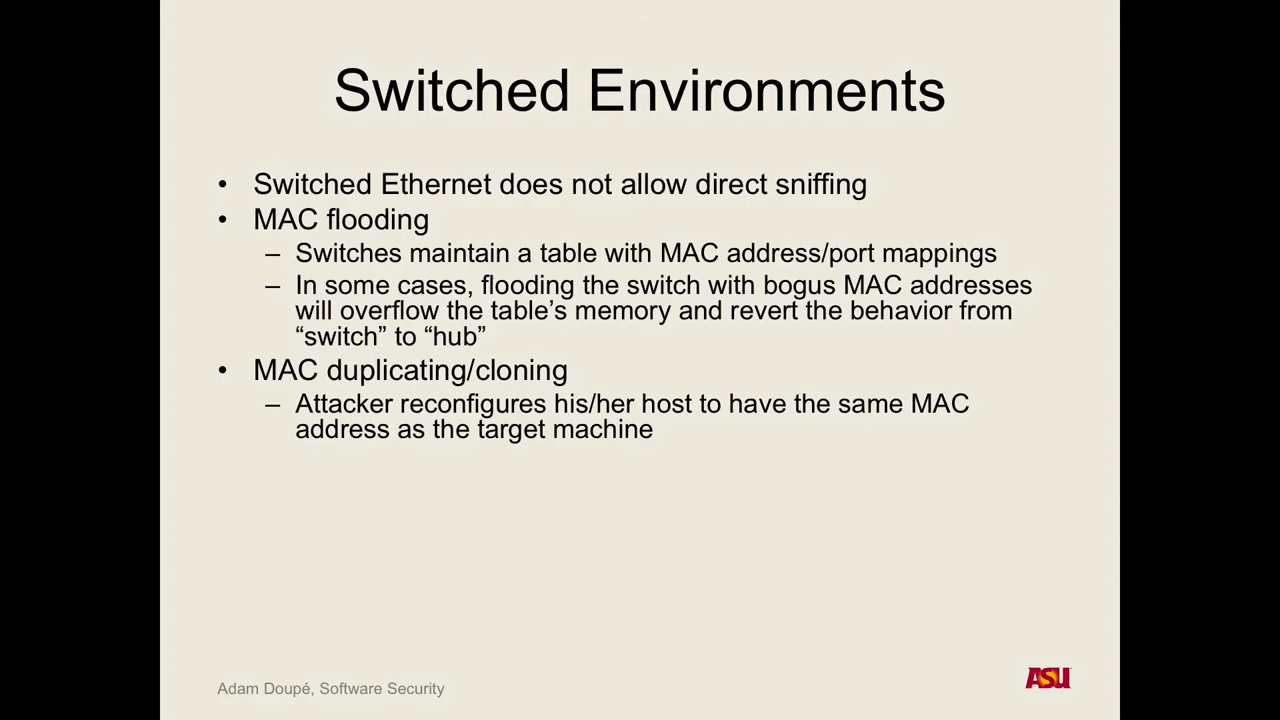 Switched Environments
• Switched Ethernet does not allow direct sniffing
• MAC flooding
– Switches maintain a table with MAC address/port mappings
– In some cases, flooding the switch with bogus MAC addresses
will overflow the table’s memory and revert the behavior from
“switch” to “hub”
• MAC duplicating/cloning
– Attacker reconfigures his/her host to have the same MAC
address as the target machine
Adam Doupé, Software Security
ASU